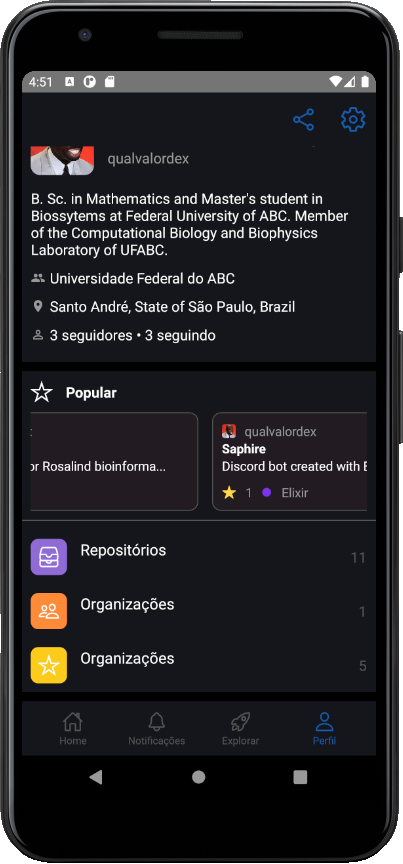 4:51
qualvalordex
B. Sc. in Mathematics and Master's student in
Biossytems at Federal University of ABC. Member
of the Computational Biology and Biophysics
Laboratory of UFABC.
Universidade Federal do ABC
Santo André, State of São Paulo, Brazil
3 seguidores • 3 seguindo
Popular
or Rosalind bioinforma...
qualvalordex
Saphire
Discord bot created with E
1 Elixir
Repositórios 11
Organizações 1
Organizações 5
Home Notificações Explorar Perfil